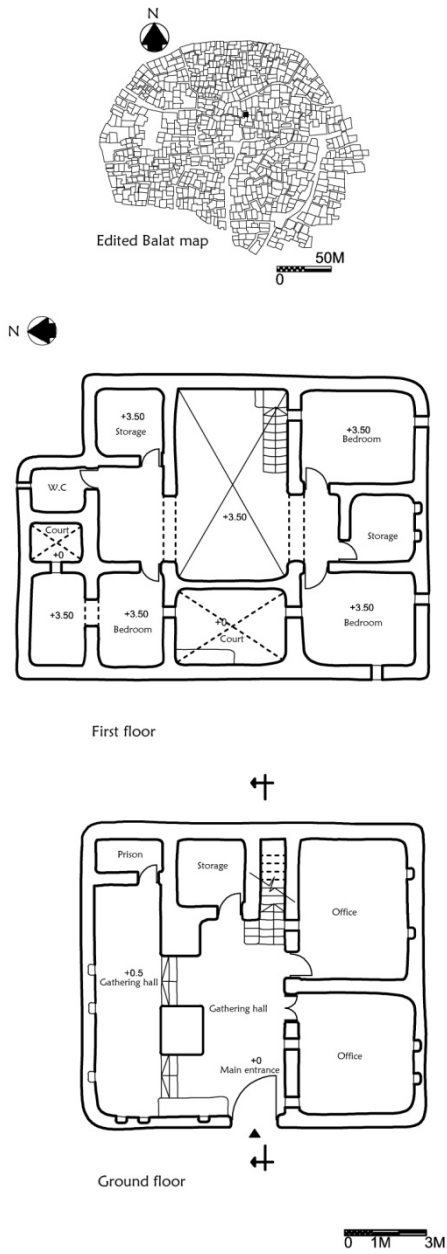 N
Edited Balat map
50M
0
N
+3.50
Storage
+3.50
Bedroom
W.C
+3.50
Court
+0
Storage
+3.50
+3.50
Bedroom
+0
Court
+3.50
Bedroom
First floor
Prison
Storage
Office
+0.5
Gathering hall
Gathering hall
+0
Main entrance
Office
Ground floor
0 1M 3M